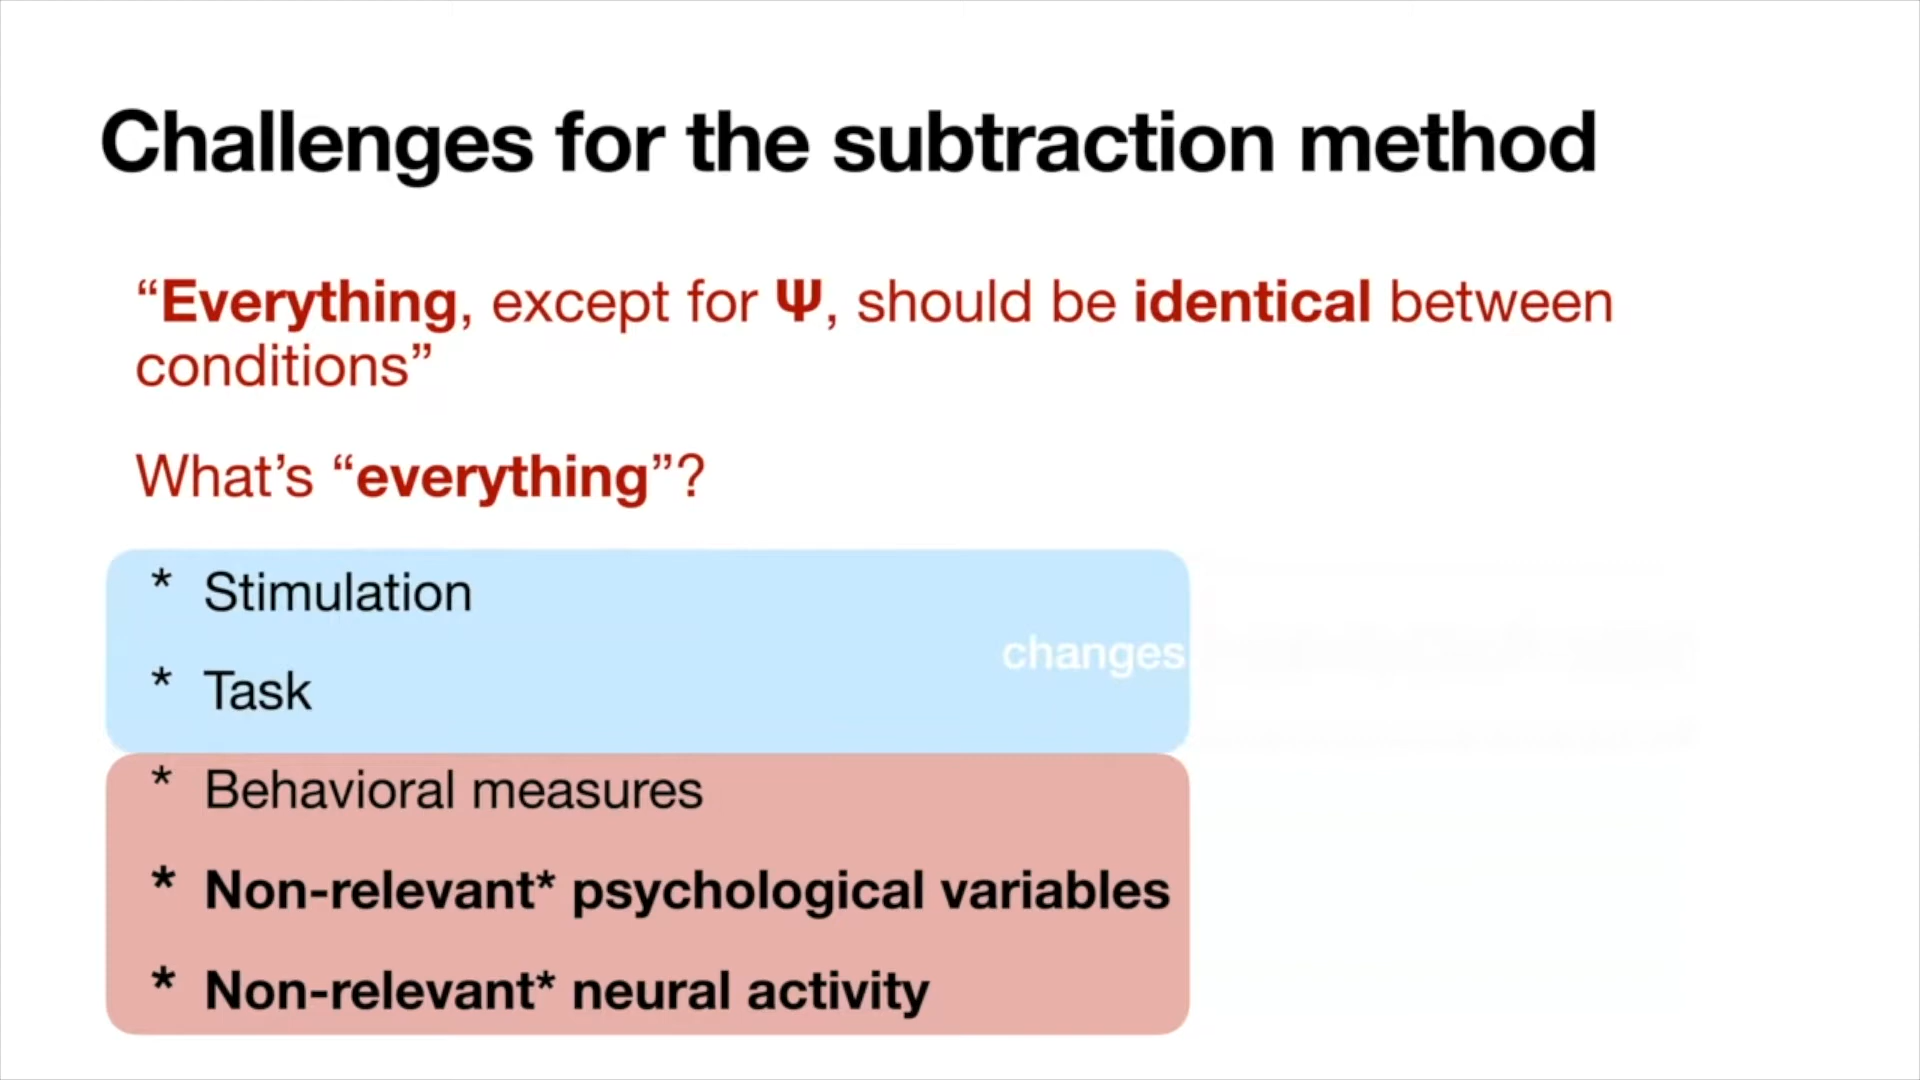 Challenges for the subtraction method
“Everything, except for Ψ, should be identical between
conditions”
What’s “everything”?
* Stimulation
changes
* Task
* Behavioral measures
* Non-relevant* psychological variables
* Non-relevant* neural activity